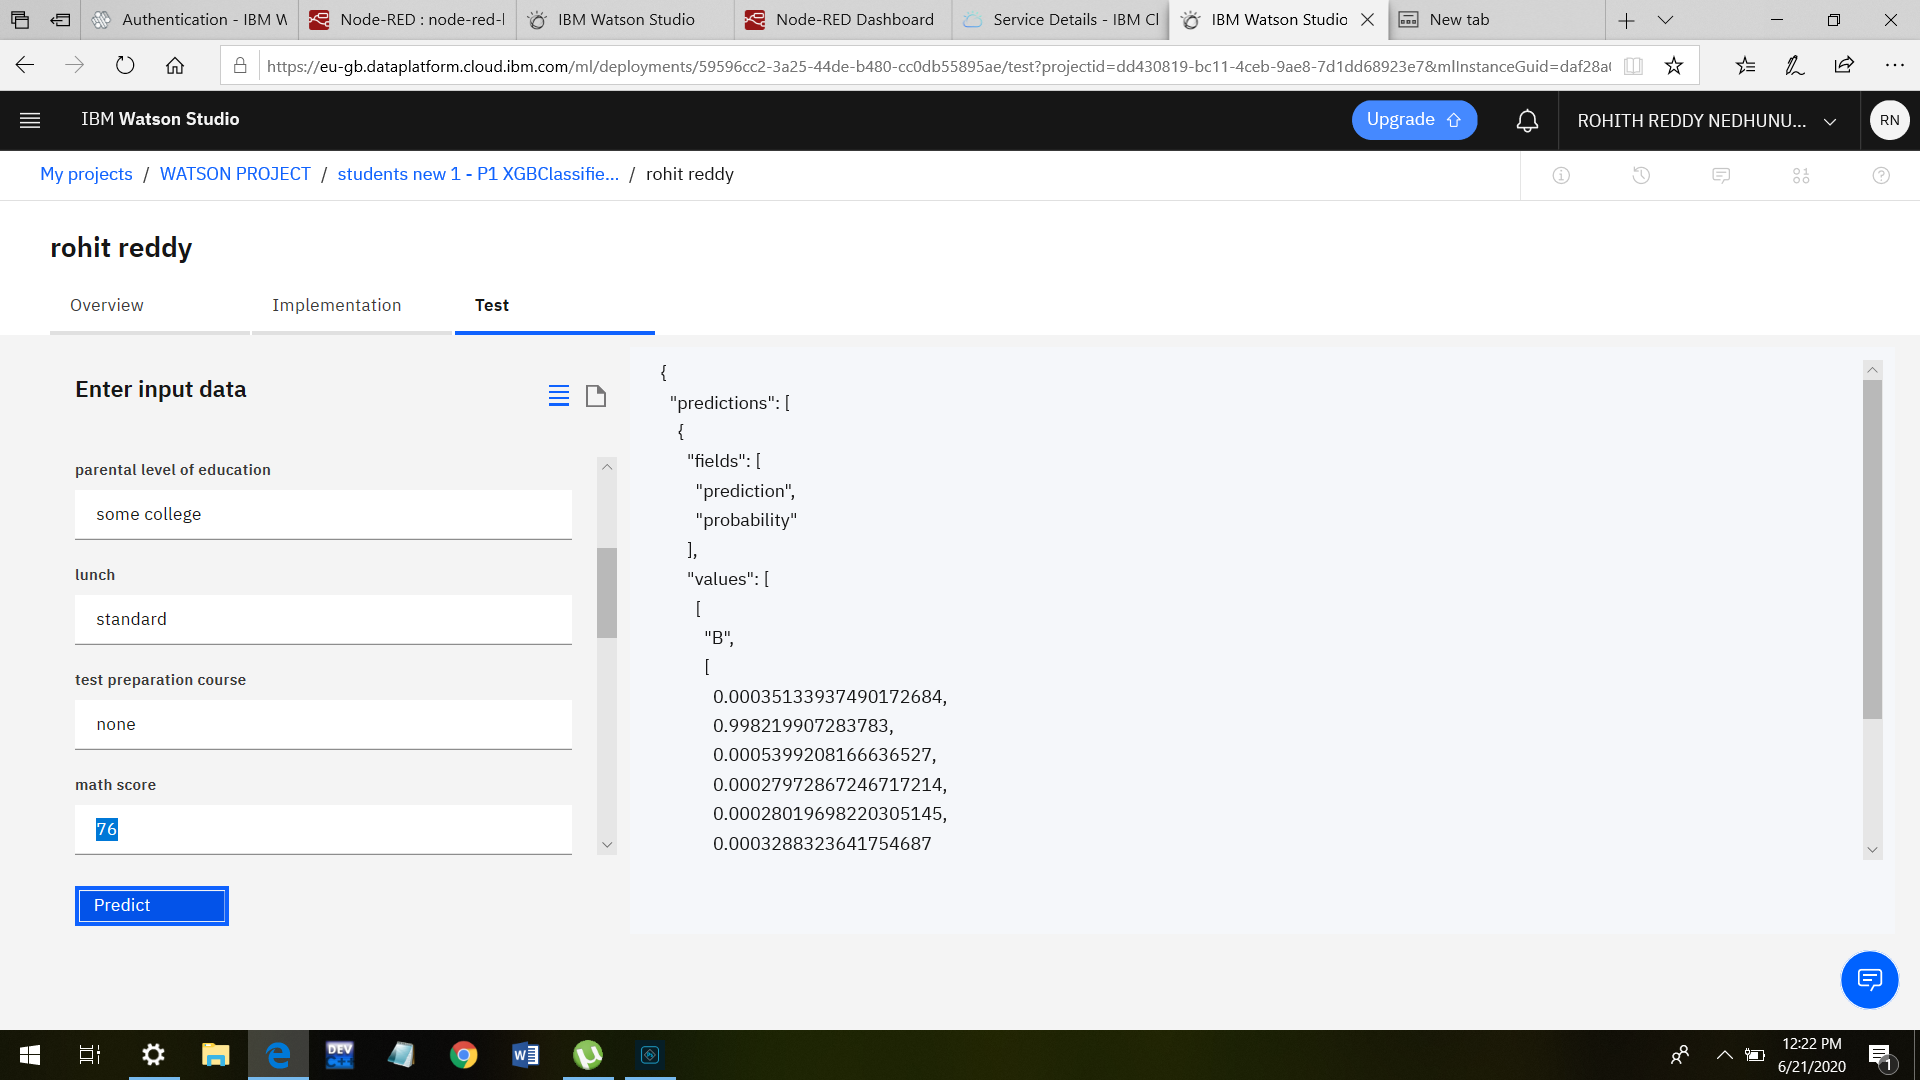 Authentication - IBM W
Node-RED : node-red-l
IBM Watson Studio
Node-RED Dashboard
Service Details - IBM Cl
IBM Watson Studio
New tab
https://eu-gb.dataplatform.cloud.ibm.com/ml/deployments/59596cc2-3a25-44de-b480-cc0db55895ae/test?projectid=dd430819-bc11-4ceb-9ae8-7d1dd68923e7&mlInstanceGuid=daf28a
IBM Watson Studio
Upgrade
ROHITH REDDY NEDHUNU...
RN
My projects / WATSON PROJECT / students new 1 - P1 XGBClassifie... / rohit reddy
rohit reddy
Overview
Implementation
Test
Enter input data
parental level of education
some college
lunch
standard
test preparation course
none
math score
76
Predict
{
"predictions": [
{
"fields": [
"prediction",
"probability"
],
"values": [
[
"B",
[
0.00035133937490172684,
0.998219907283783,
0.0005399208166636527,
0.00027972867246717214,
0.00028019698220305145,
0.0003288323641754687
DEV
C++
12:22 PM
6/21/2020
1